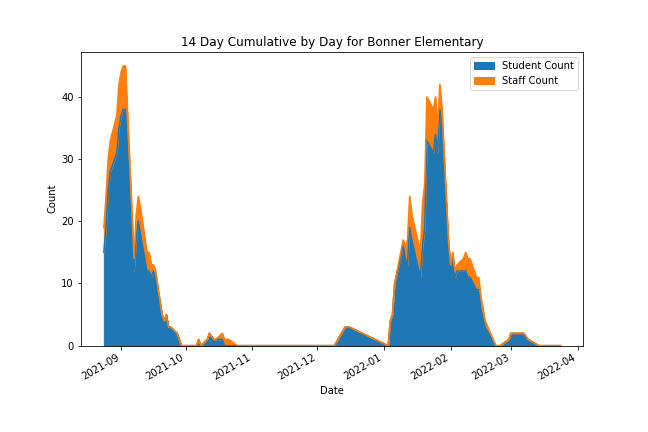 14 Day Cumulative by Day for Bonner Elementary
Student Count
Staff Count
Count
40
30
20
10
0
2021-09
2021-10
2021-11
2021-12
2022-01
2022-02
2022-03
2022-04
Date